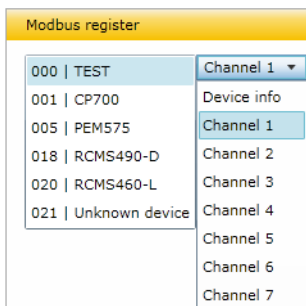 Modbus register
000 | TEST
001 | CP700
005 | PEM575
018 | RCMS490-D
020 | RCMS460-L
021 | Unknown device
Channel 1
Device info
Channel 1
Channel 2
Channel 3
Channel 4
Channel 5
Channel 6
Channel 7